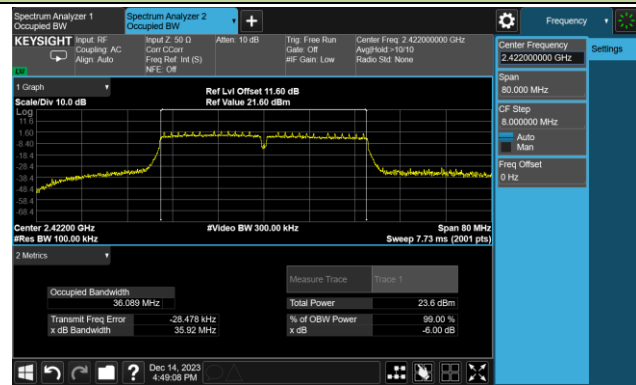 Spectrum Analyzer 1
Occupied BW
Spectrum Analyzer 2
Occupied BW
Frequency
KEYSIGHT
Input: RF
Coupling: AC
Align: Auto
Input Z: 50 Ω
Corr CCorr
Freq Ref: Int (S)
NFE: Off
Atten: 10 dB
Trig: Free Run
Gate: Off
#IF Gain: Low
Center Freq: 2.422000000 GHz
Avg|Hold:>10/10
Radio Std: None
Center Frequency
2.422000000 GHz
Settings
Span
80.000 MHz
CF Step
8.000000 MHz
Auto
Man
Freq Offset
0 Hz
1 Graph
Scale/Div 10.0 dB
Ref Lvl Offset 11.60 dB
Ref Value 21.60 dBm
Log
11.6
1.60
-8.40
-18.4
-28.4
-38.4
-48.4
-58.4
-68.4
Center 2.42200 GHz
#Res BW 100.00 kHz
#Video BW 300.00 kHz
Span 80 MHz
Sweep 7.73 ms (2001 pts)
2 Metrics
Measure Trace
Trace 1
Occupied Bandwidth
36.089 MHz
Total Power
23.6 dBm
Transmit Freq Error
-28.478 kHz
% of OBW Power
99.00 %
x dB Bandwidth
35.92 MHz
x dB
-6.00 dB
?
Dec 14, 2023
4:49:08 PM